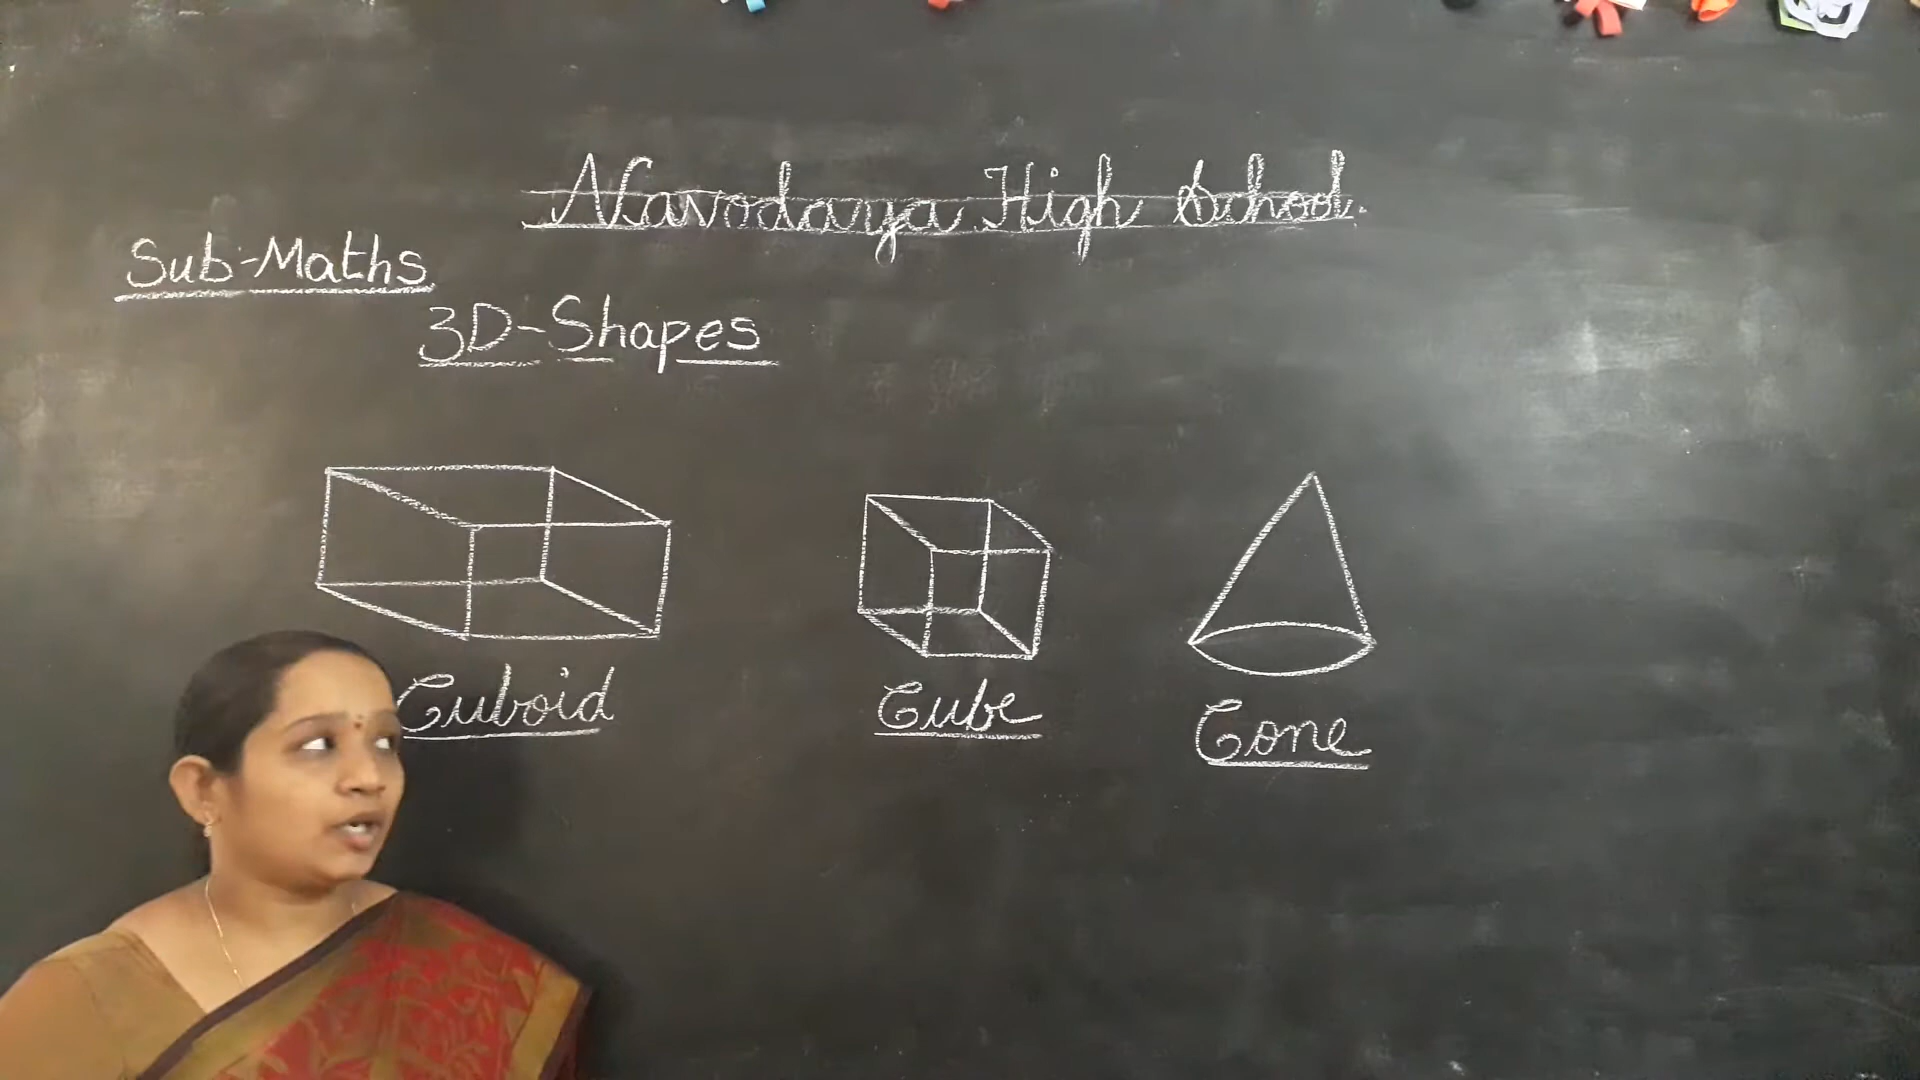 Navodaya High School.
Sub-Maths
3D-Shapes
Cuboid
Cube
Cone